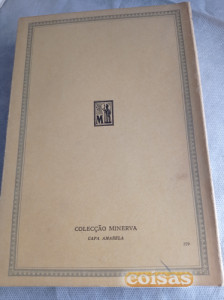 M
COLECÇÃO MINERVA
CAPA AMARELA
coisas